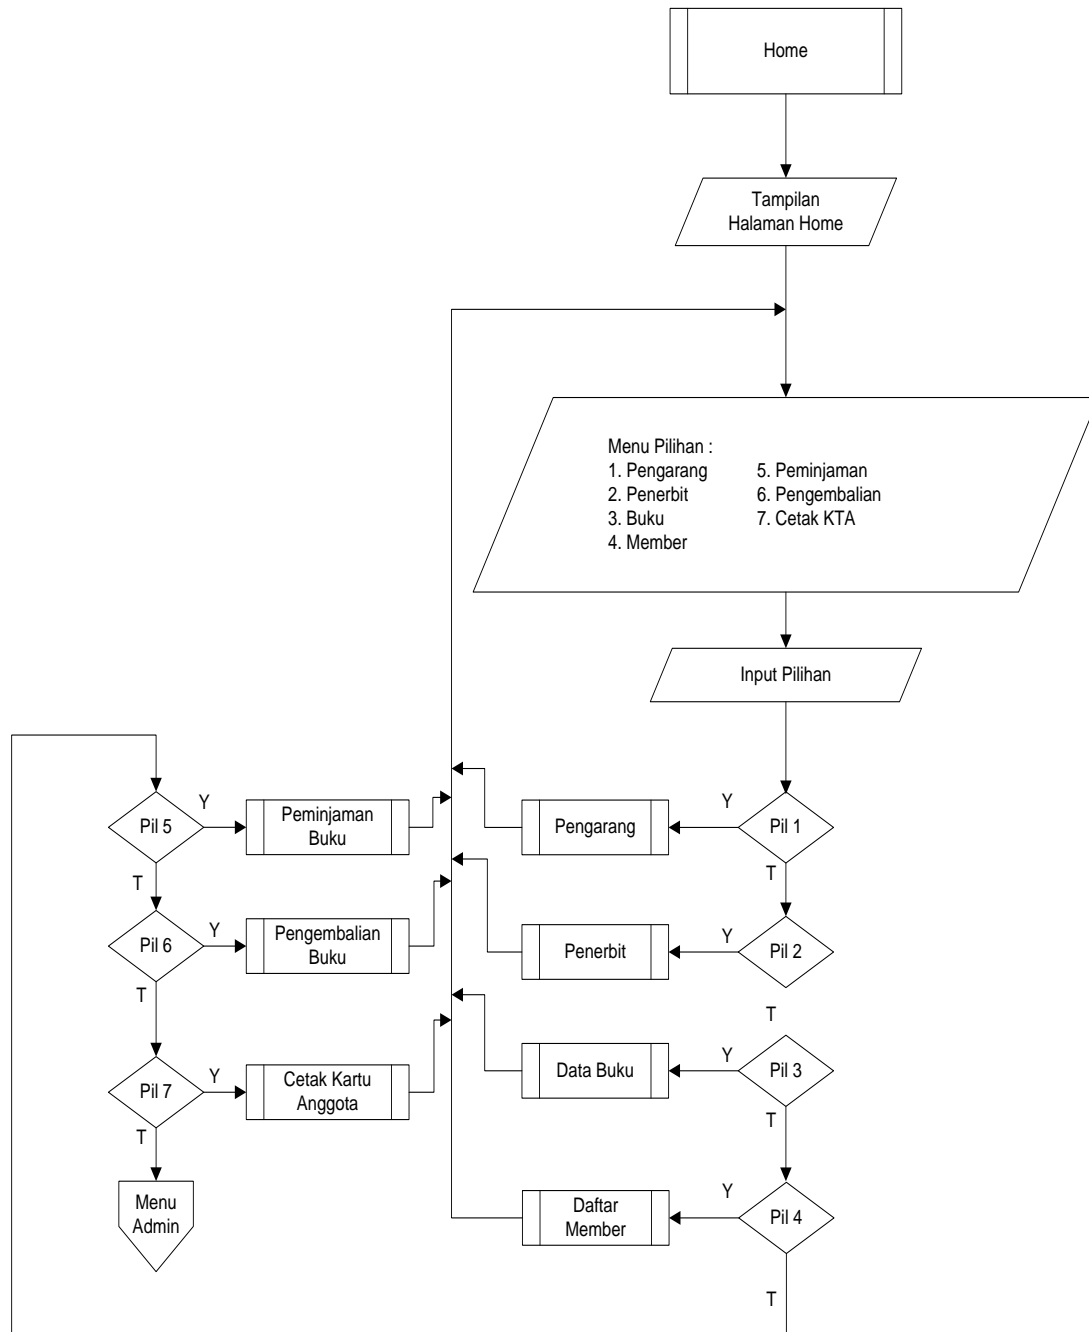 Home
Tampilan
Halaman Home
Menu Pilihan :
1. Pengarang
2. Penerbit
3. Buku
4. Member
5. Peminjaman
6. Pengembalian
7. Cetak KTA
Input Pilihan
Pil 1
Y
T
Pengarang
Pil 2
Y
T
Penerbit
Pil 3
Y
T
Data Buku
Pil 4
Y
T
Daftar
Member
Pil 5
Y
T
Peminjaman
Buku
Pil 6
Y
T
Pengembalian
Buku
Pil 7
Y
T
Cetak Kartu
Anggota
Menu
Admin